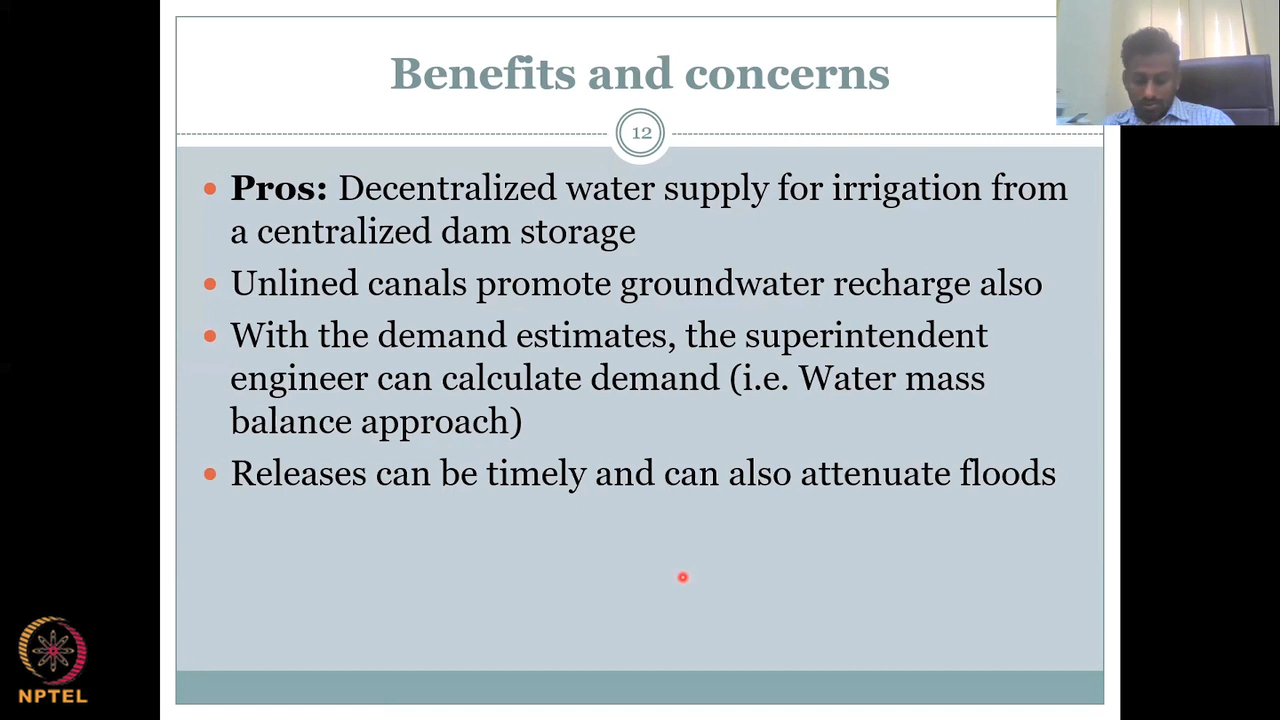 Benefits and concerns
12
• Pros: Decentralized water supply for irrigation from
a centralized dam storage
• Unlined canals promote groundwater recharge also
• With the demand estimates, the superintendent
engineer can calculate demand (i.e. Water mass
balance approach)
• Releases can be timely and can also attenuate floods
NPTEL